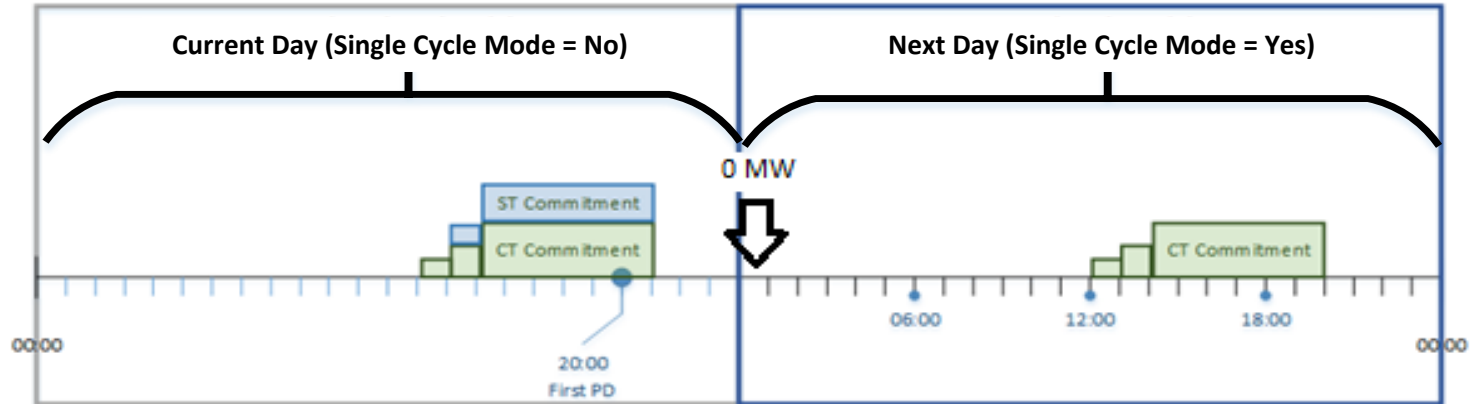 Current Day (Single Cycle Mode = No)
Next Day (Single Cycle Mode = Yes)
0 MW
ST Commitment
CT Commitment
CT Commitment
06:00
12:00
18:00
00:00
00:00
20:00
First PD